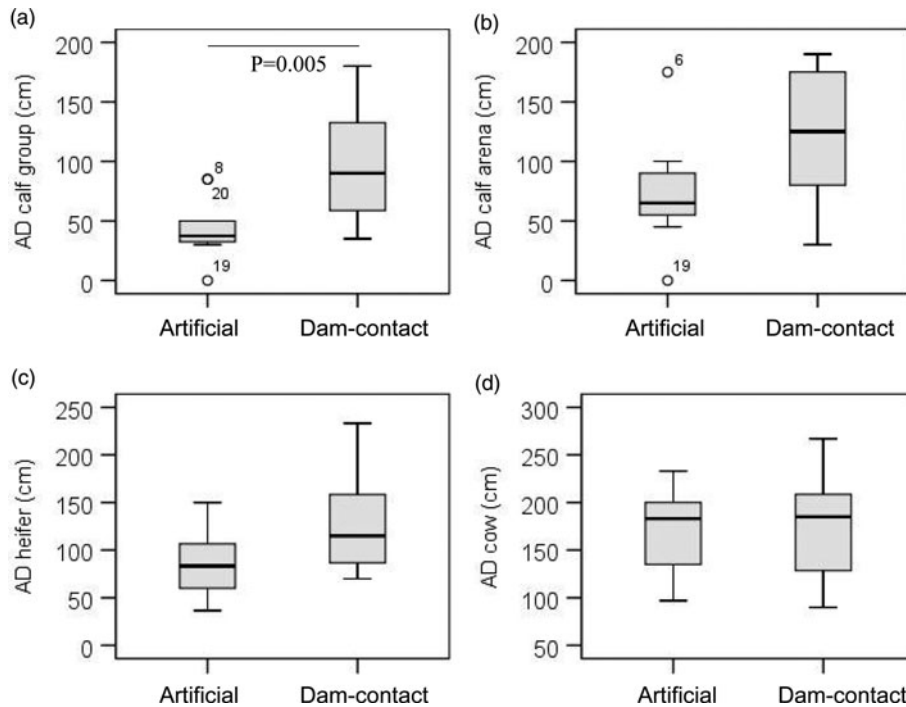 (a)
AD calf group (cm)
200
150
100
50
0
P=0.005
8
20
19
Artificial
Dam-contact
(b)
AD calf arena (cm)
200
150
100
50
0
6
19
Artificial
Dam-contact
(c)
AD heifer (cm)
250
200
150
100
50
0
Artificial
Dam-contact
(d)
AD cow (cm)
300
250
200
150
100
50
Artificial
Dam-contact